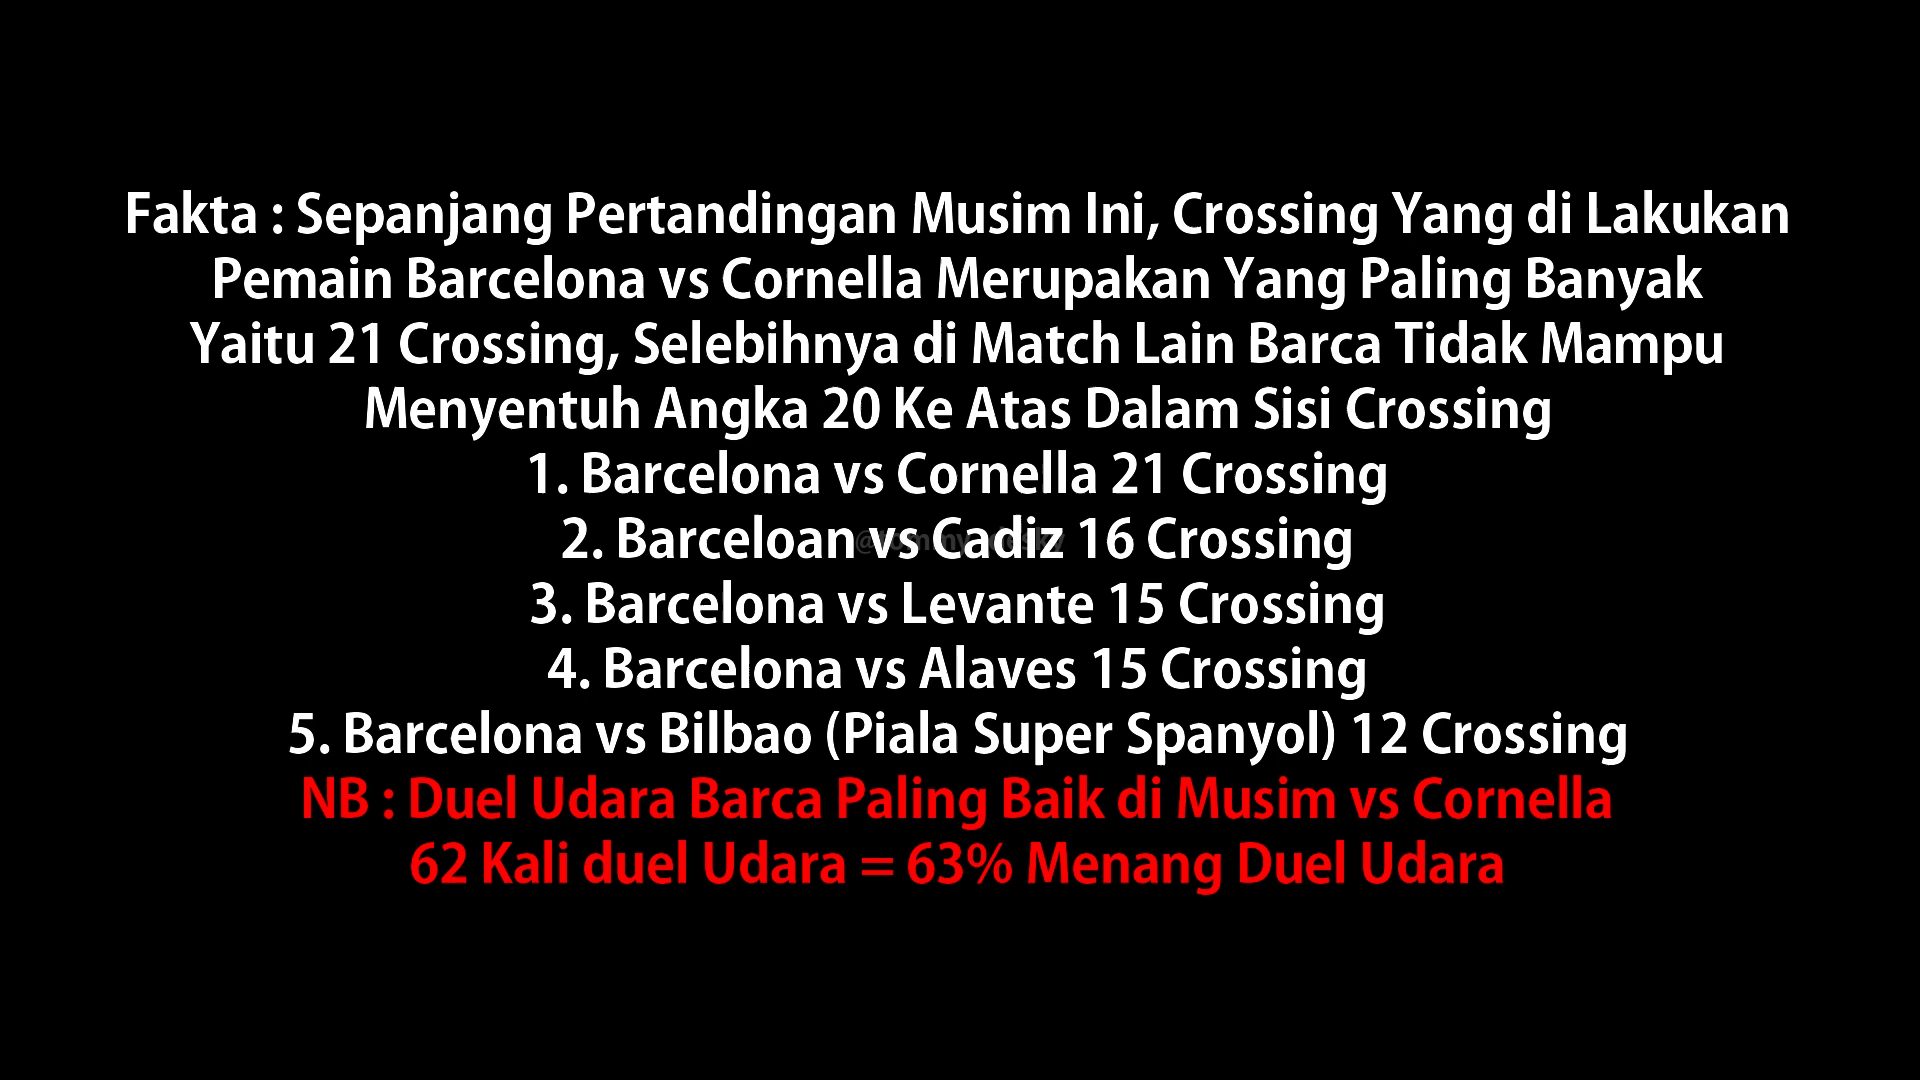 Fakta : Sepanjang Pertandingan Musim Ini, Crossing Yang di Lakukan
Pemain Barcelona vs Cornella Merupakan Yang Paling Banyak
Yaitu 21 Crossing, Selebihnya di Match Lain Barca Tidak Mampu
Menyentuh Angka 20 Ke Atas Dalam Sisi Crossing
1. Barcelona vs Cornella 21 Crossing
2. Barceloan vs Cadiz 16 Crossing
3. Barcelona vs Levante 15 Crossing
4. Barcelona vs Alaves 15 Crossing
5. Barcelona vs Bilbao (Piala Super Spanyol) 12 Crossing
NB : Duel Udara Barca Paling Baik di Musim vs Cornella
62 Kali duel Udara = 63% Menang Duel Udara